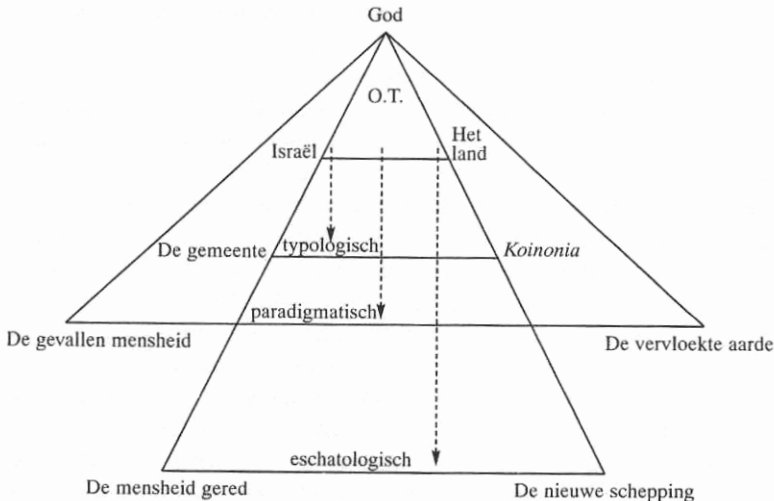 God
O.T.
Israël
Het
land
De gemeente
typologisch
Koinonia
paradigmatisch
De gevallen mensheid
De vervloekte aarde
eschatologisch
De mensheid gered
De nieuwe schepping